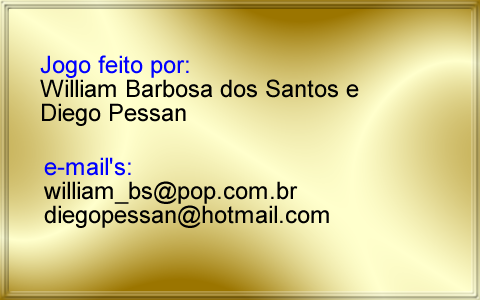 Jogo feito por:
William Barbosa dos Santos e
Diego Pessan
e-mail's:
william_bs@pop.com.br
diegopessan@hotmail.com